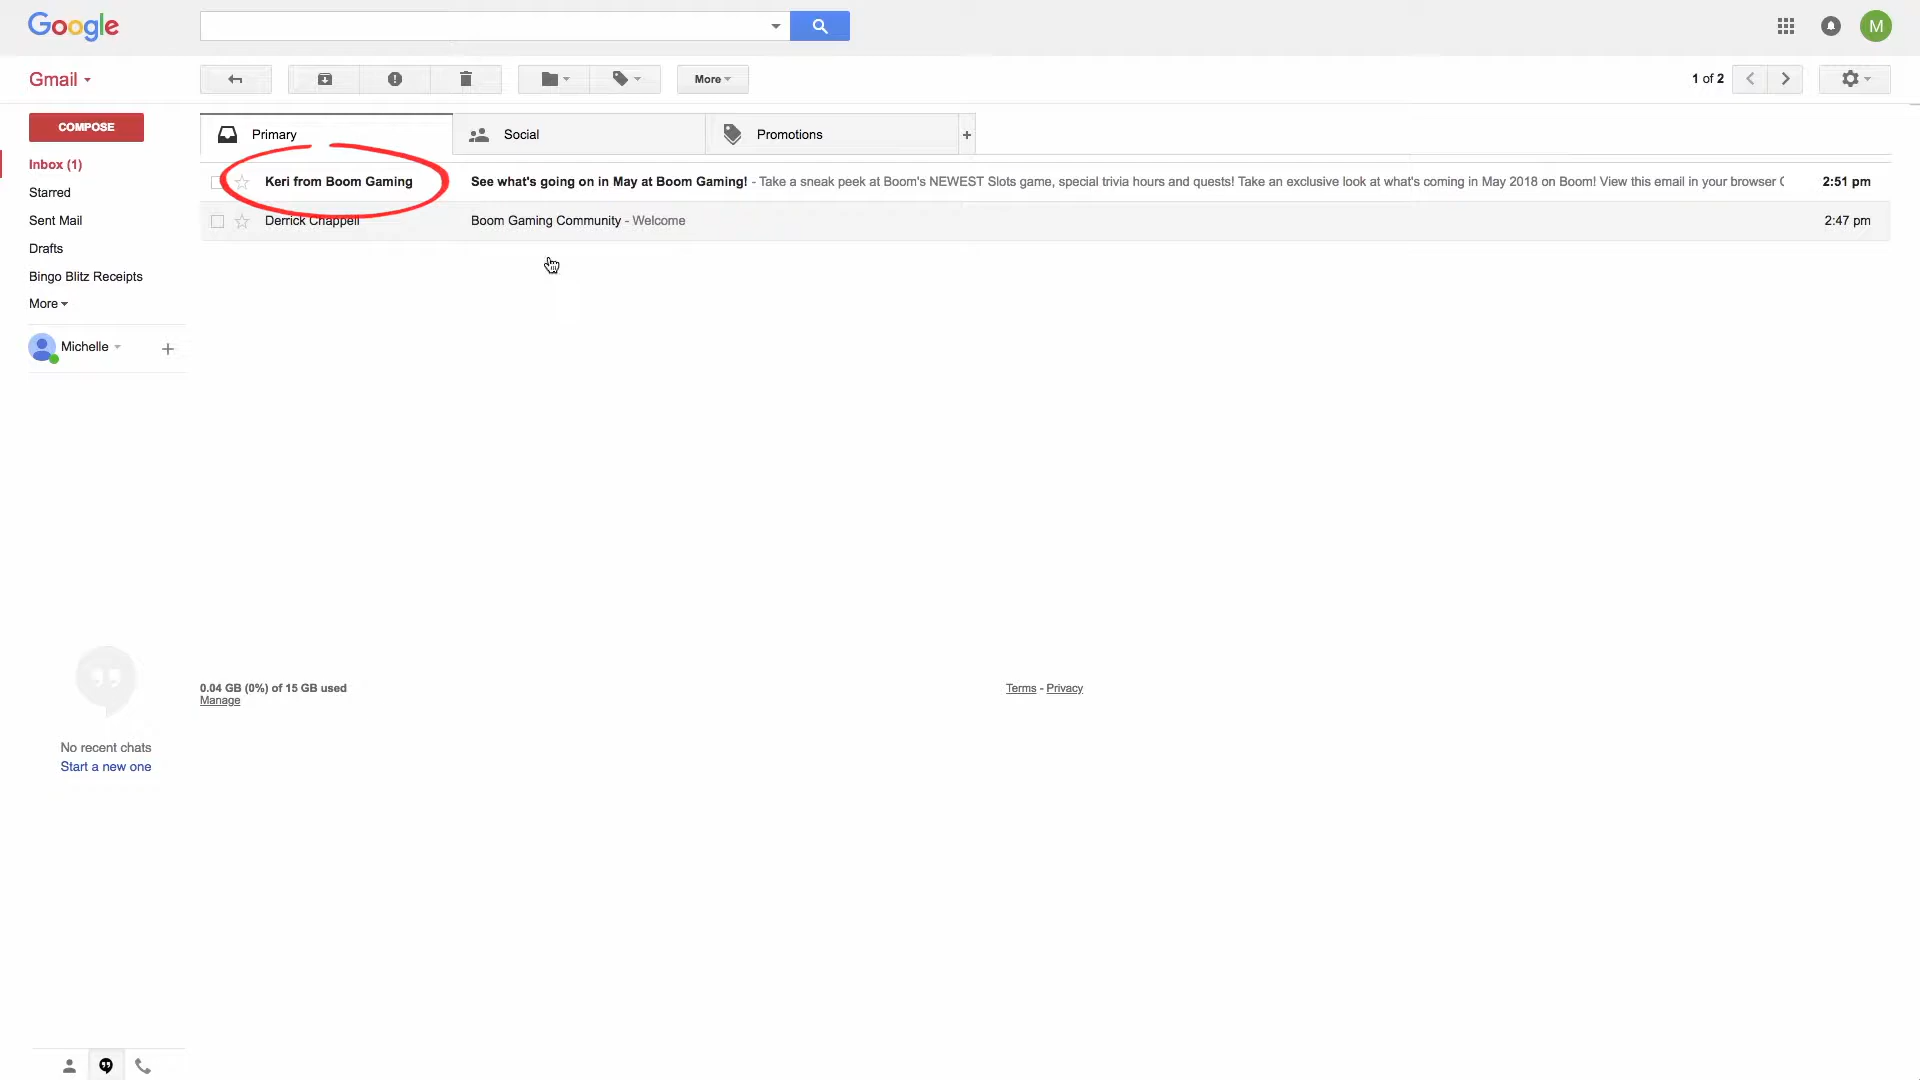 Google
M
Gmail
More
1 of 2
COMPOSE
Primary
Social
Promotions
+
Inbox (1)
Keri from Boom Gaming See what's going on in May at Boom Gaming! - Take a sneak peek at Boom's NEWEST Slots game, special trivia hours and quests! Take an exclusive look at what's coming in May 2018 on Boom! View this email in your browser 2:51 pm
Starred
Sent Mail
Derrick Chappell Boom Gaming Community - Welcome 2:47 pm
Drafts
Bingo Blitz Receipts
More
Michelle
+
0.04 GB (0%) of 15 GB used
Manage
Terms - Privacy
No recent chats
Start a new one